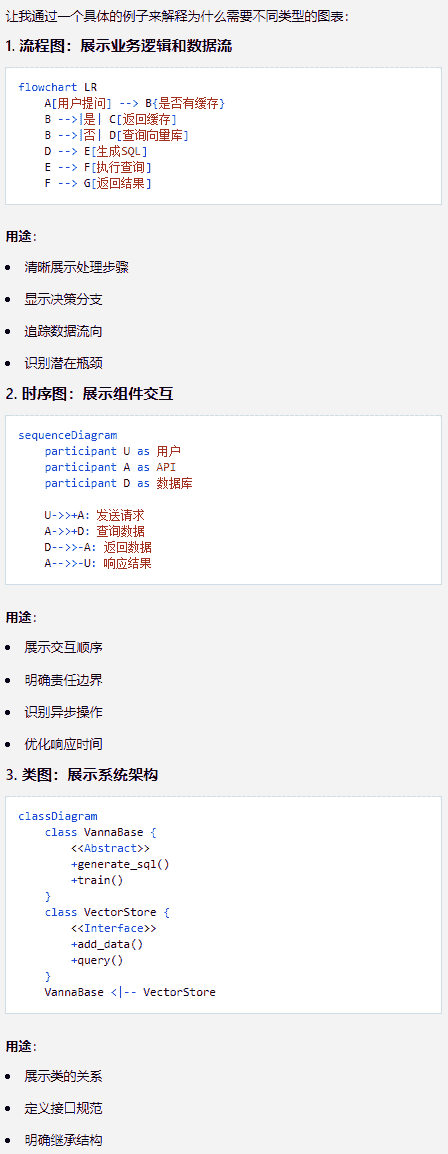 让我通过一个具体的例子来解释为什么需要不同类型的图表：
1. 流程图：展示业务逻辑和数据流
flowchart LR
    A[用户提问] --> B{是否有缓存}
    B -->|是| C[返回缓存]
    B -->|否| D[查询向量库]
    D --> E[生成SQL]
    E --> F[执行查询]
    F --> G[返回结果]
用途：
• 清晰展示处理步骤
• 显示决策分支
• 追踪数据流向
• 识别潜在瓶颈
2. 时序图：展示组件交互
sequenceDiagram
    participant U as 用户
    participant A as API
    participant D as 数据库
    U->>+A: 发送请求
    A->>+D: 查询数据
    D-->>-A: 返回数据
    A-->>-U: 响应结果
用途：
• 展示交互顺序
• 明确责任边界
• 识别异步操作
• 优化响应时间
3. 类图：展示系统架构
classDiagram
    class VannaBase {
        <<Abstract>>
        +generate_sql()
        +train()
    }
    class VectorStore {
        <<Interface>>
        +add_data()
        +query()
    }
    VannaBase <|-- VectorStore
用途：
• 展示类的关系
• 定义接口规范
• 明确继承结构